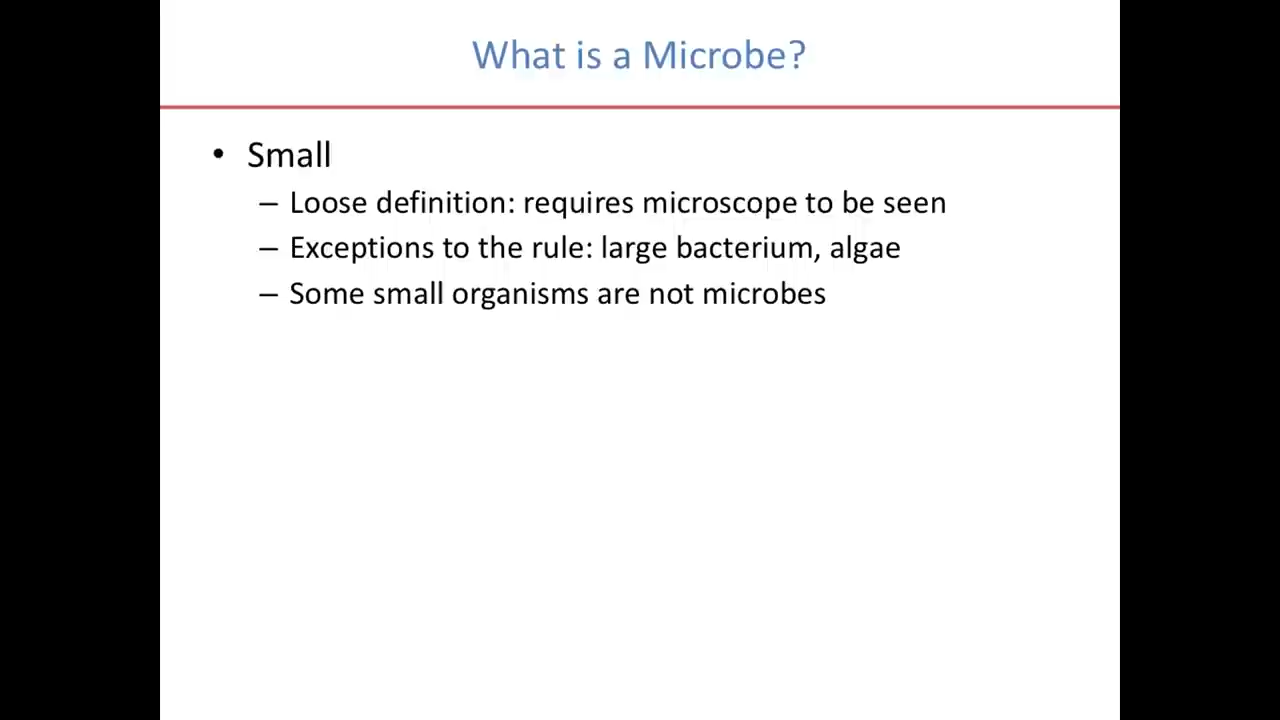 What is a Microbe?
• Small
– Loose definition: requires microscope to be seen
– Exceptions to the rule: large bacterium, algae
– Some small organisms are not microbes